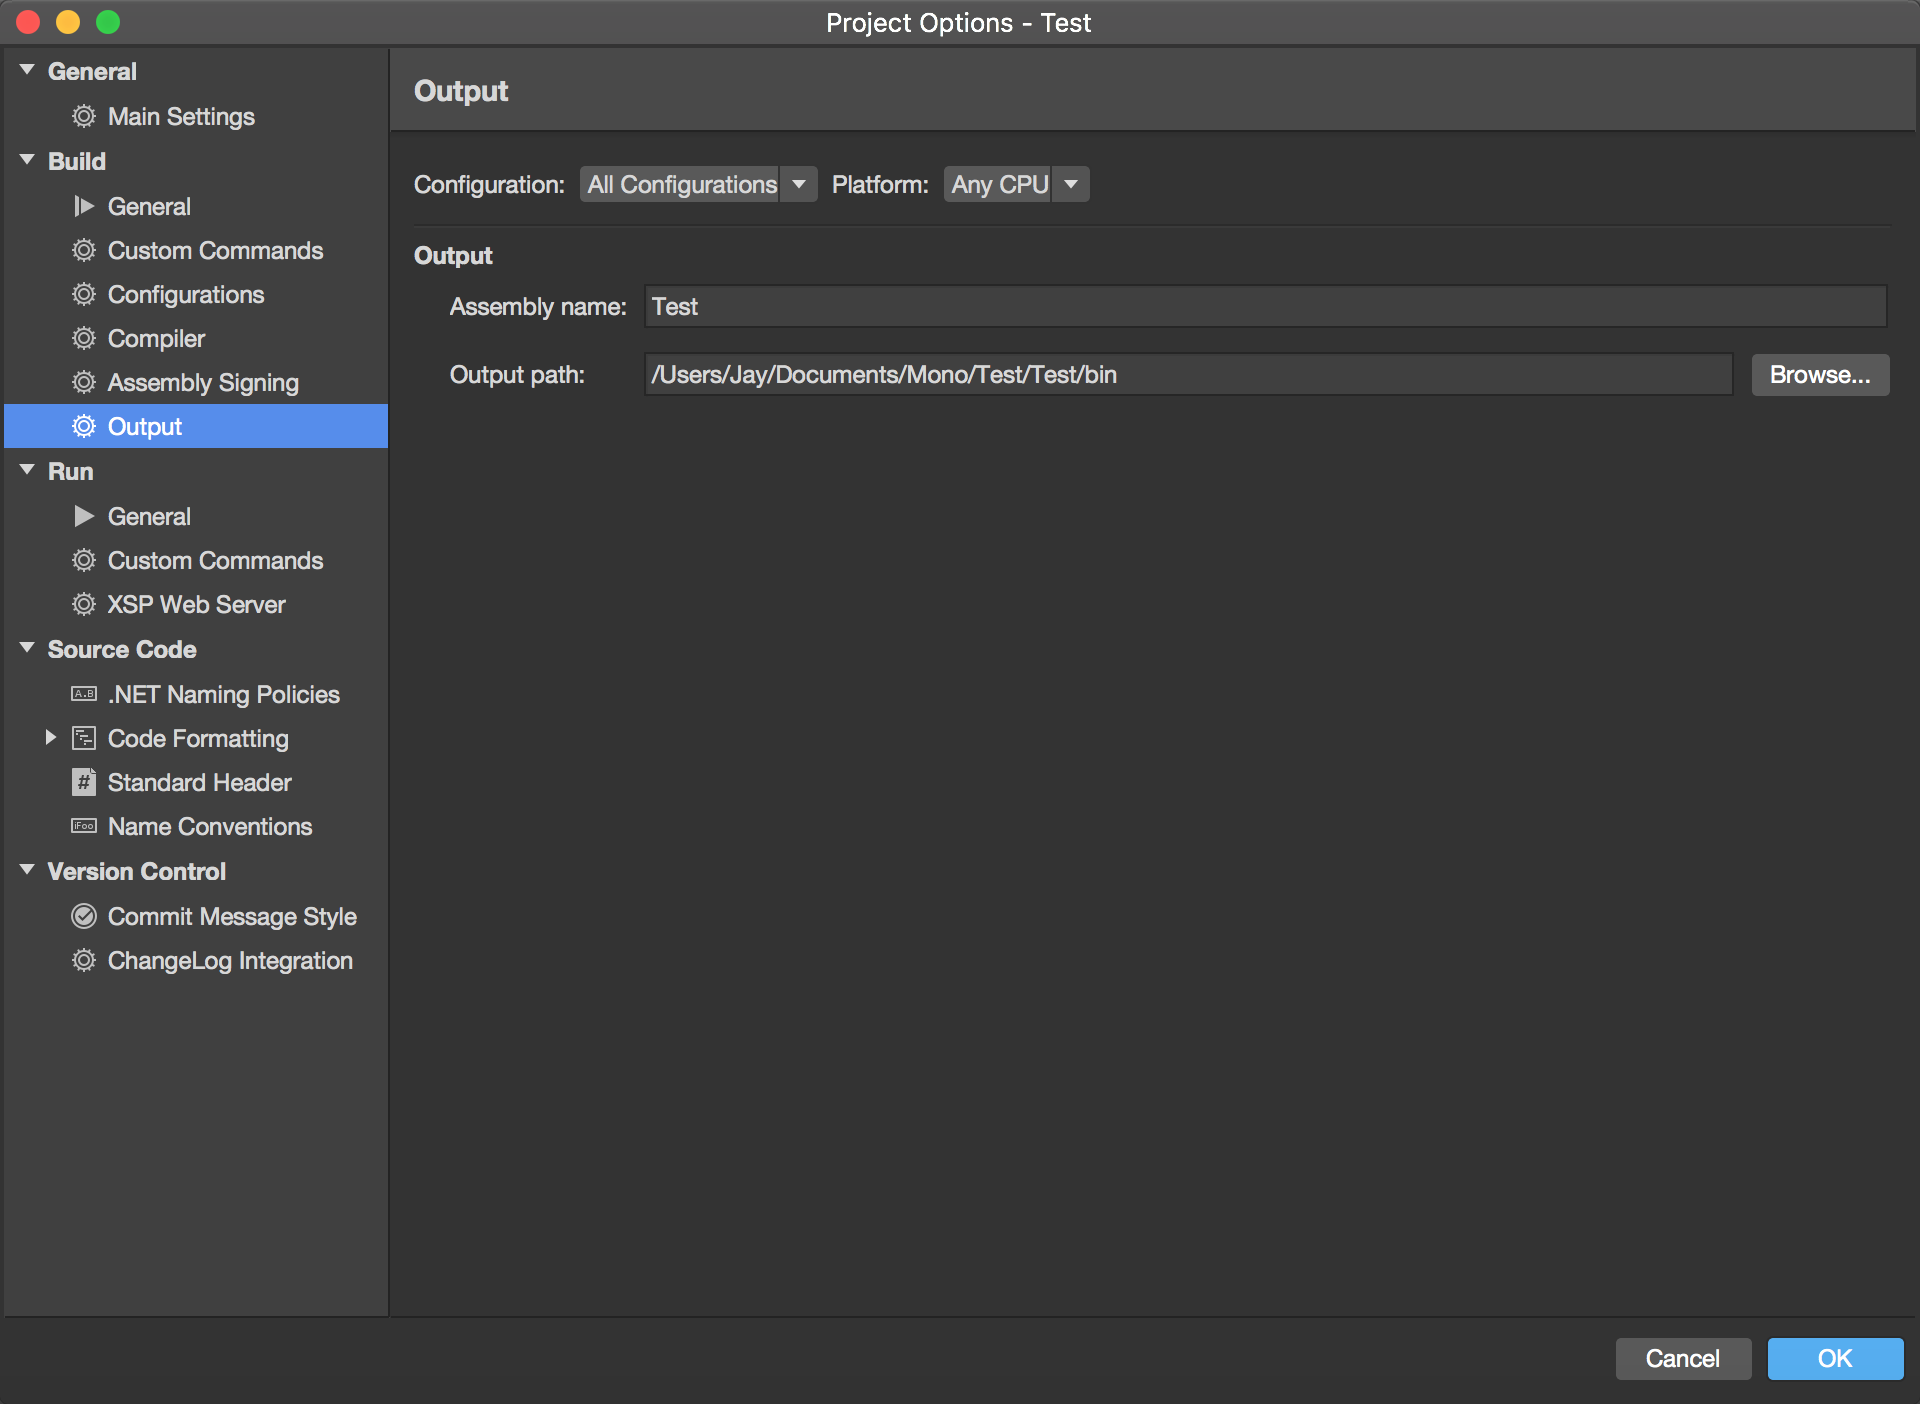 Project Options - Test
General
Main Settings
Build
General
Custom Commands
Configurations
Compiler
Assembly Signing
Output
Run
General
Custom Commands
XSP Web Server
Source Code
A.B .NET Naming Policies
Code Formatting
# Standard Header
iFoo Name Conventions
Version Control
Commit Message Style
ChangeLog Integration
Output
Configuration: All Configurations Platform: Any CPU
Output
Assembly name: Test
Output path: /Users/Jay/Documents/Mono/Test/Test/bin Browse...
Cancel OK